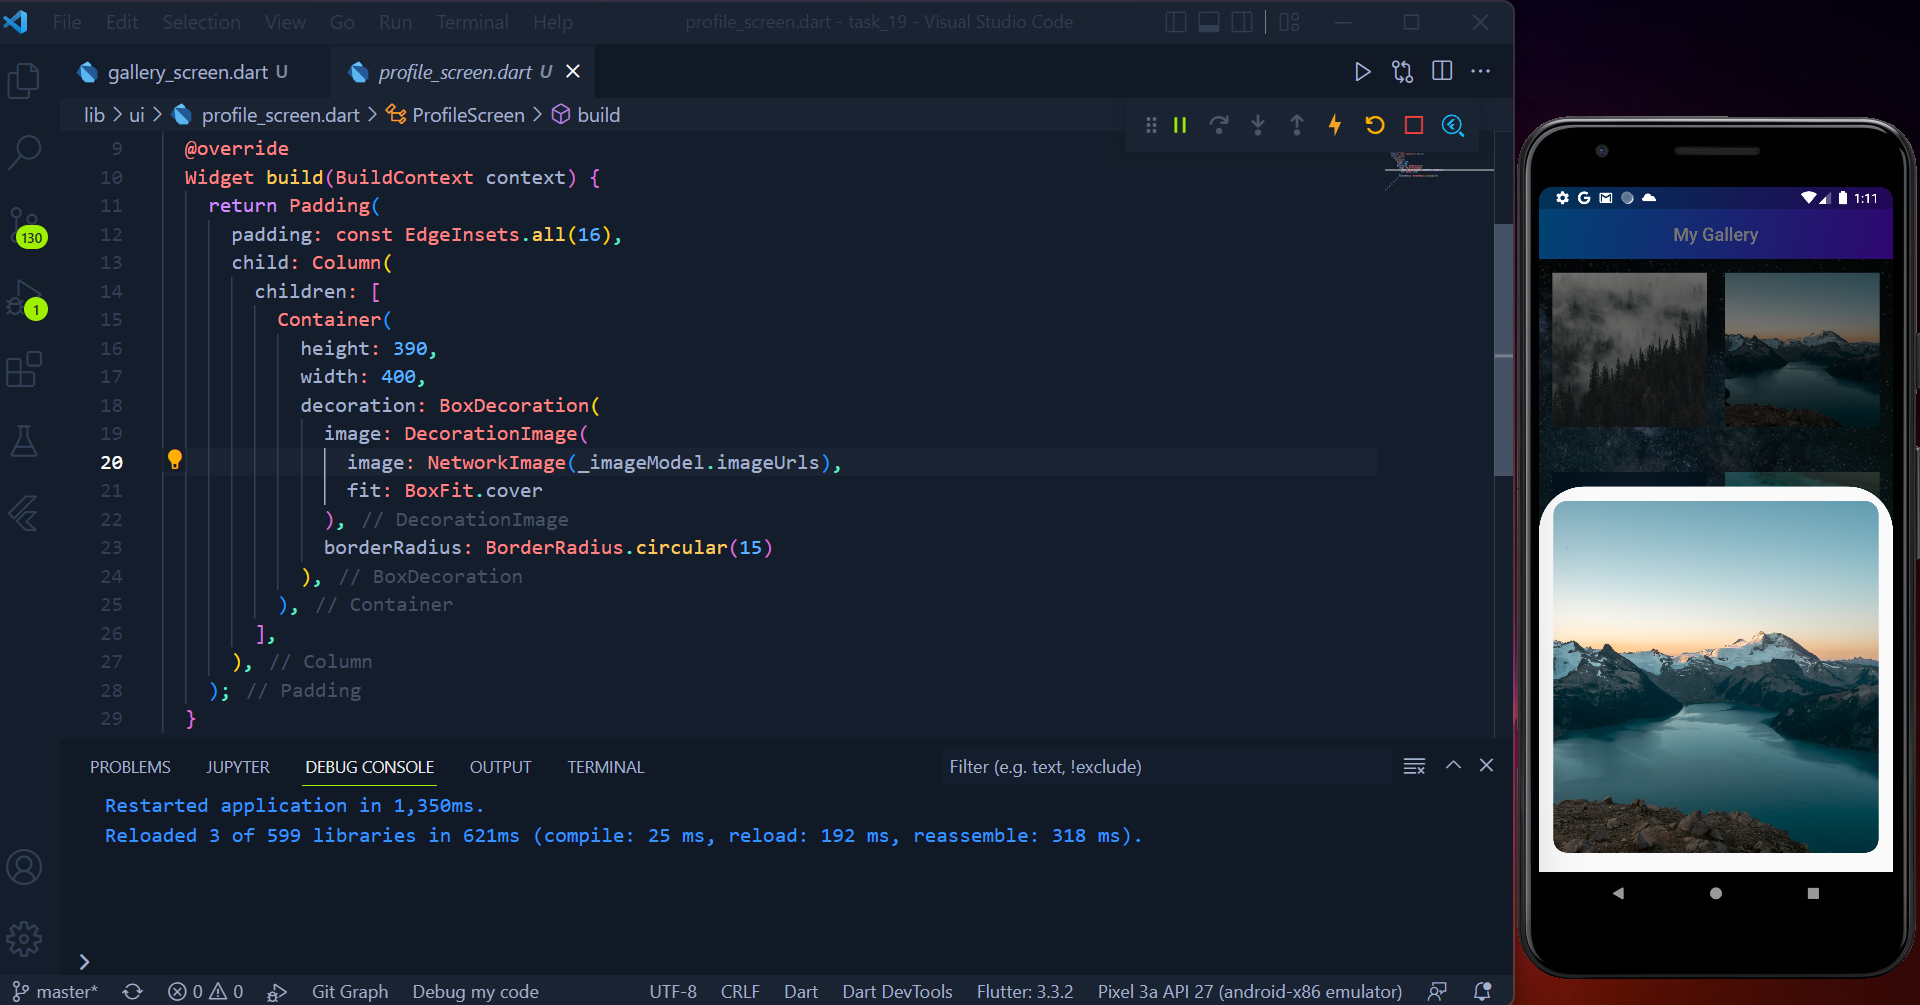 File Edit Selection View Go Run Terminal Help profile_screen.dart - task_19 - Visual Studio Code
gallery_screen.dart U profile_screen.dart U
lib > ui > profile_screen.dart > ProfileScreen > build
9 @override
10 Widget build(BuildContext context) {
11 return Padding(
12 padding: const EdgeInsets.all(16),
13 child: Column(
14 children: [
15 Container(
16 height: 390,
17 width: 400,
18 decoration: BoxDecoration(
19 image: DecorationImage(
20 image: NetworkImage(_imageModel.imageUrls),
21 fit: BoxFit.cover
22 ), // DecorationImage
23 borderRadius: BorderRadius.circular(15)
24 ), // BoxDecoration
25 ), // Container
26 ],
27 ), // Column
28 ); // Padding
29 }
130
1
PROBLEMS JUPYTER DEBUG CONSOLE OUTPUT TERMINAL Filter (e.g. text, !exclude)
Restarted application in 1,350ms.
Reloaded 3 of 599 libraries in 621ms (compile: 25 ms, reload: 192 ms, reassemble: 318 ms).
>
master* 0 0 Git Graph Debug my code UTF-8 CRLF Dart Dart DevTools Flutter: 3.3.2 Pixel 3a API 27 (android-x86 emulator)
G 1:11
My Gallery